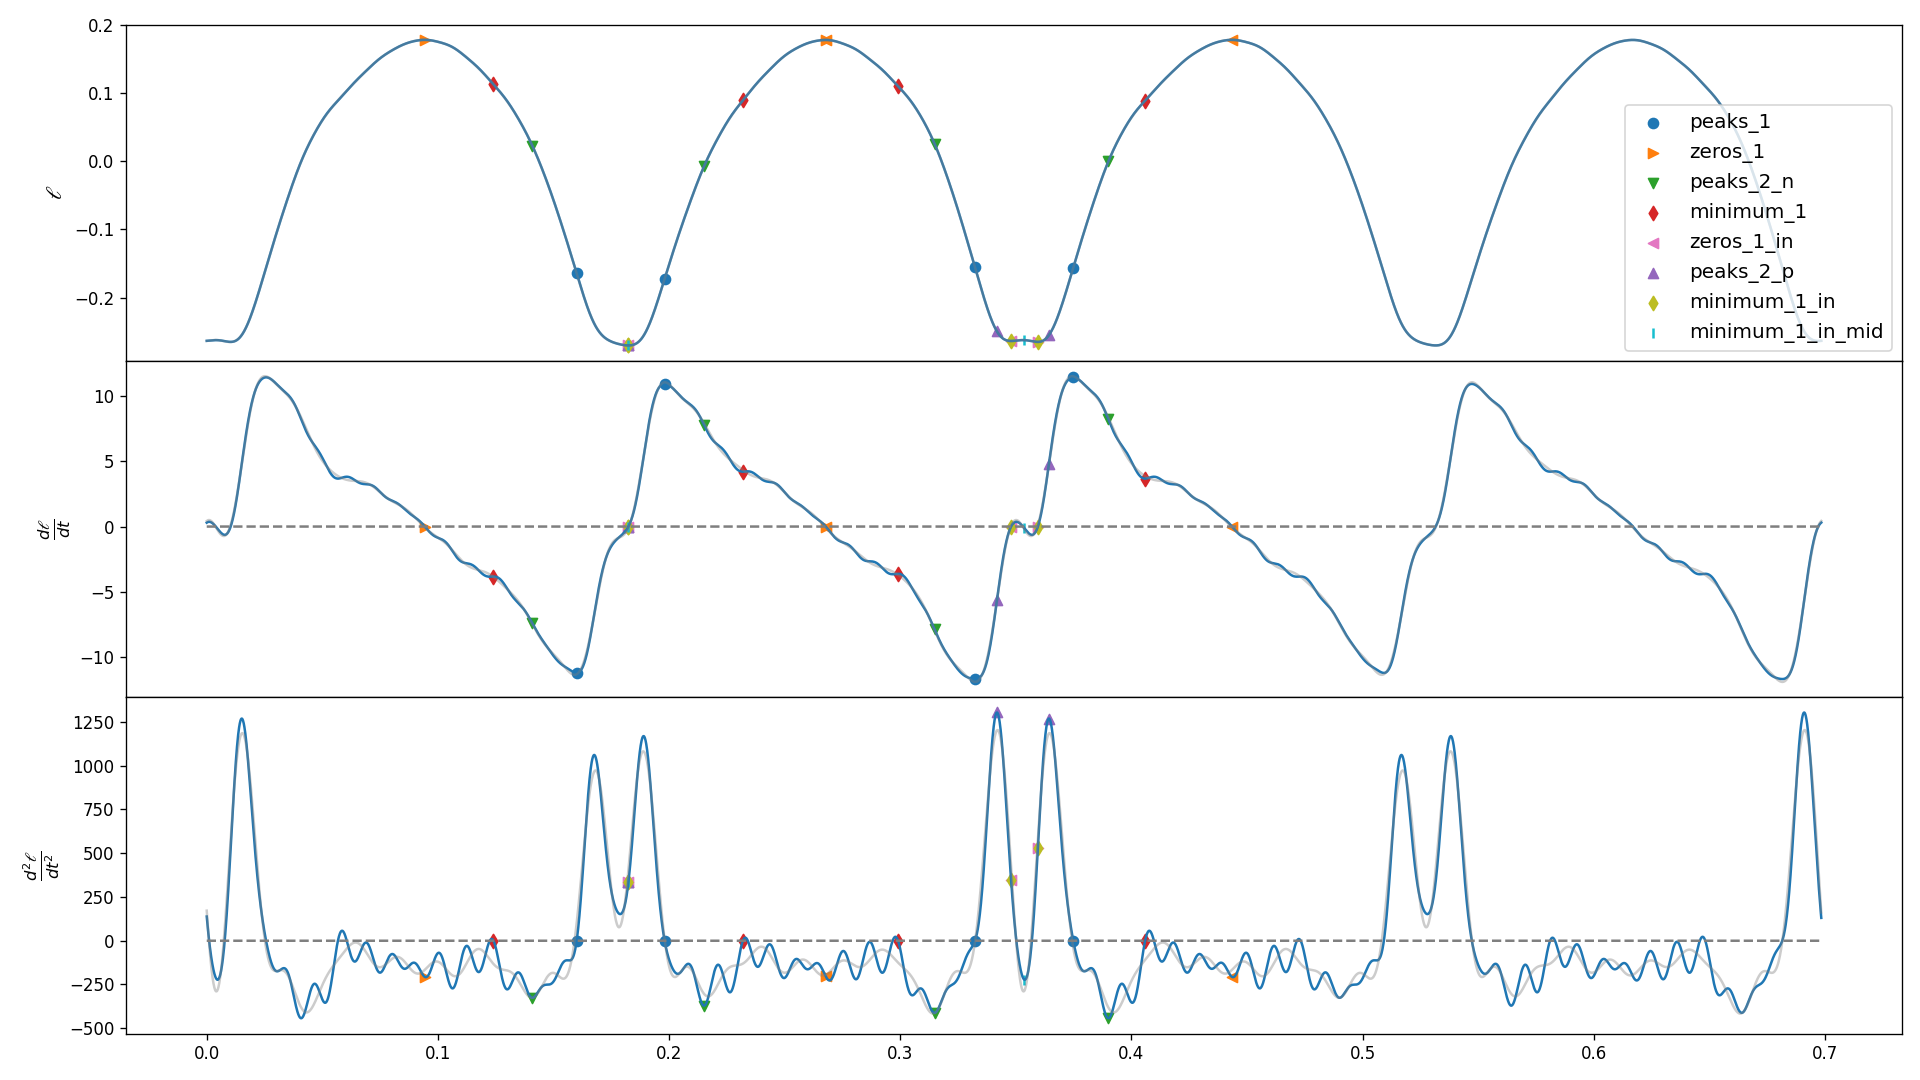 0.2
0.1
0.0
−0.1
−0.2
ℓ
peaks_1
zeros_1
peaks_2_n
minimum_1
zeros_1_in
peaks_2_p
minimum_1_in
minimum_1_in_mid
10
5
0
−5
−10
dℓ
dt
1250
1000
750
500
250
0
−250
−500
d²ℓ
dt²
0.0 0.1 0.2 0.3 0.4 0.5 0.6 0.7